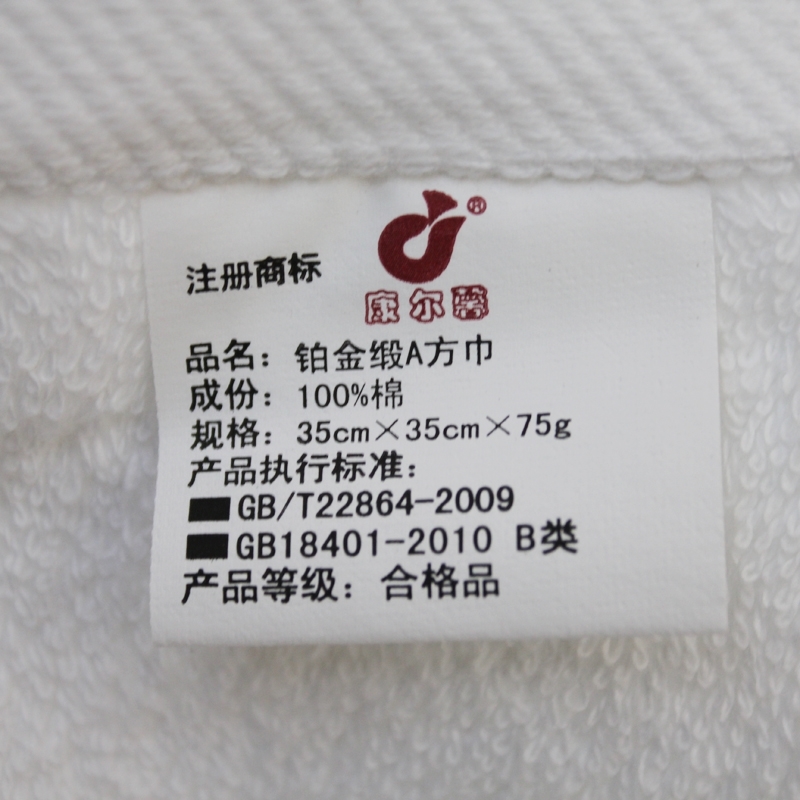 ®
注册商标
康尔馨
品名：铂金缎A方巾
成份：100%棉
规格：35cm×35cm×75g
产品执行标准：
GB/T22864-2009
GB18401-2010 B类
产品等级：合格品